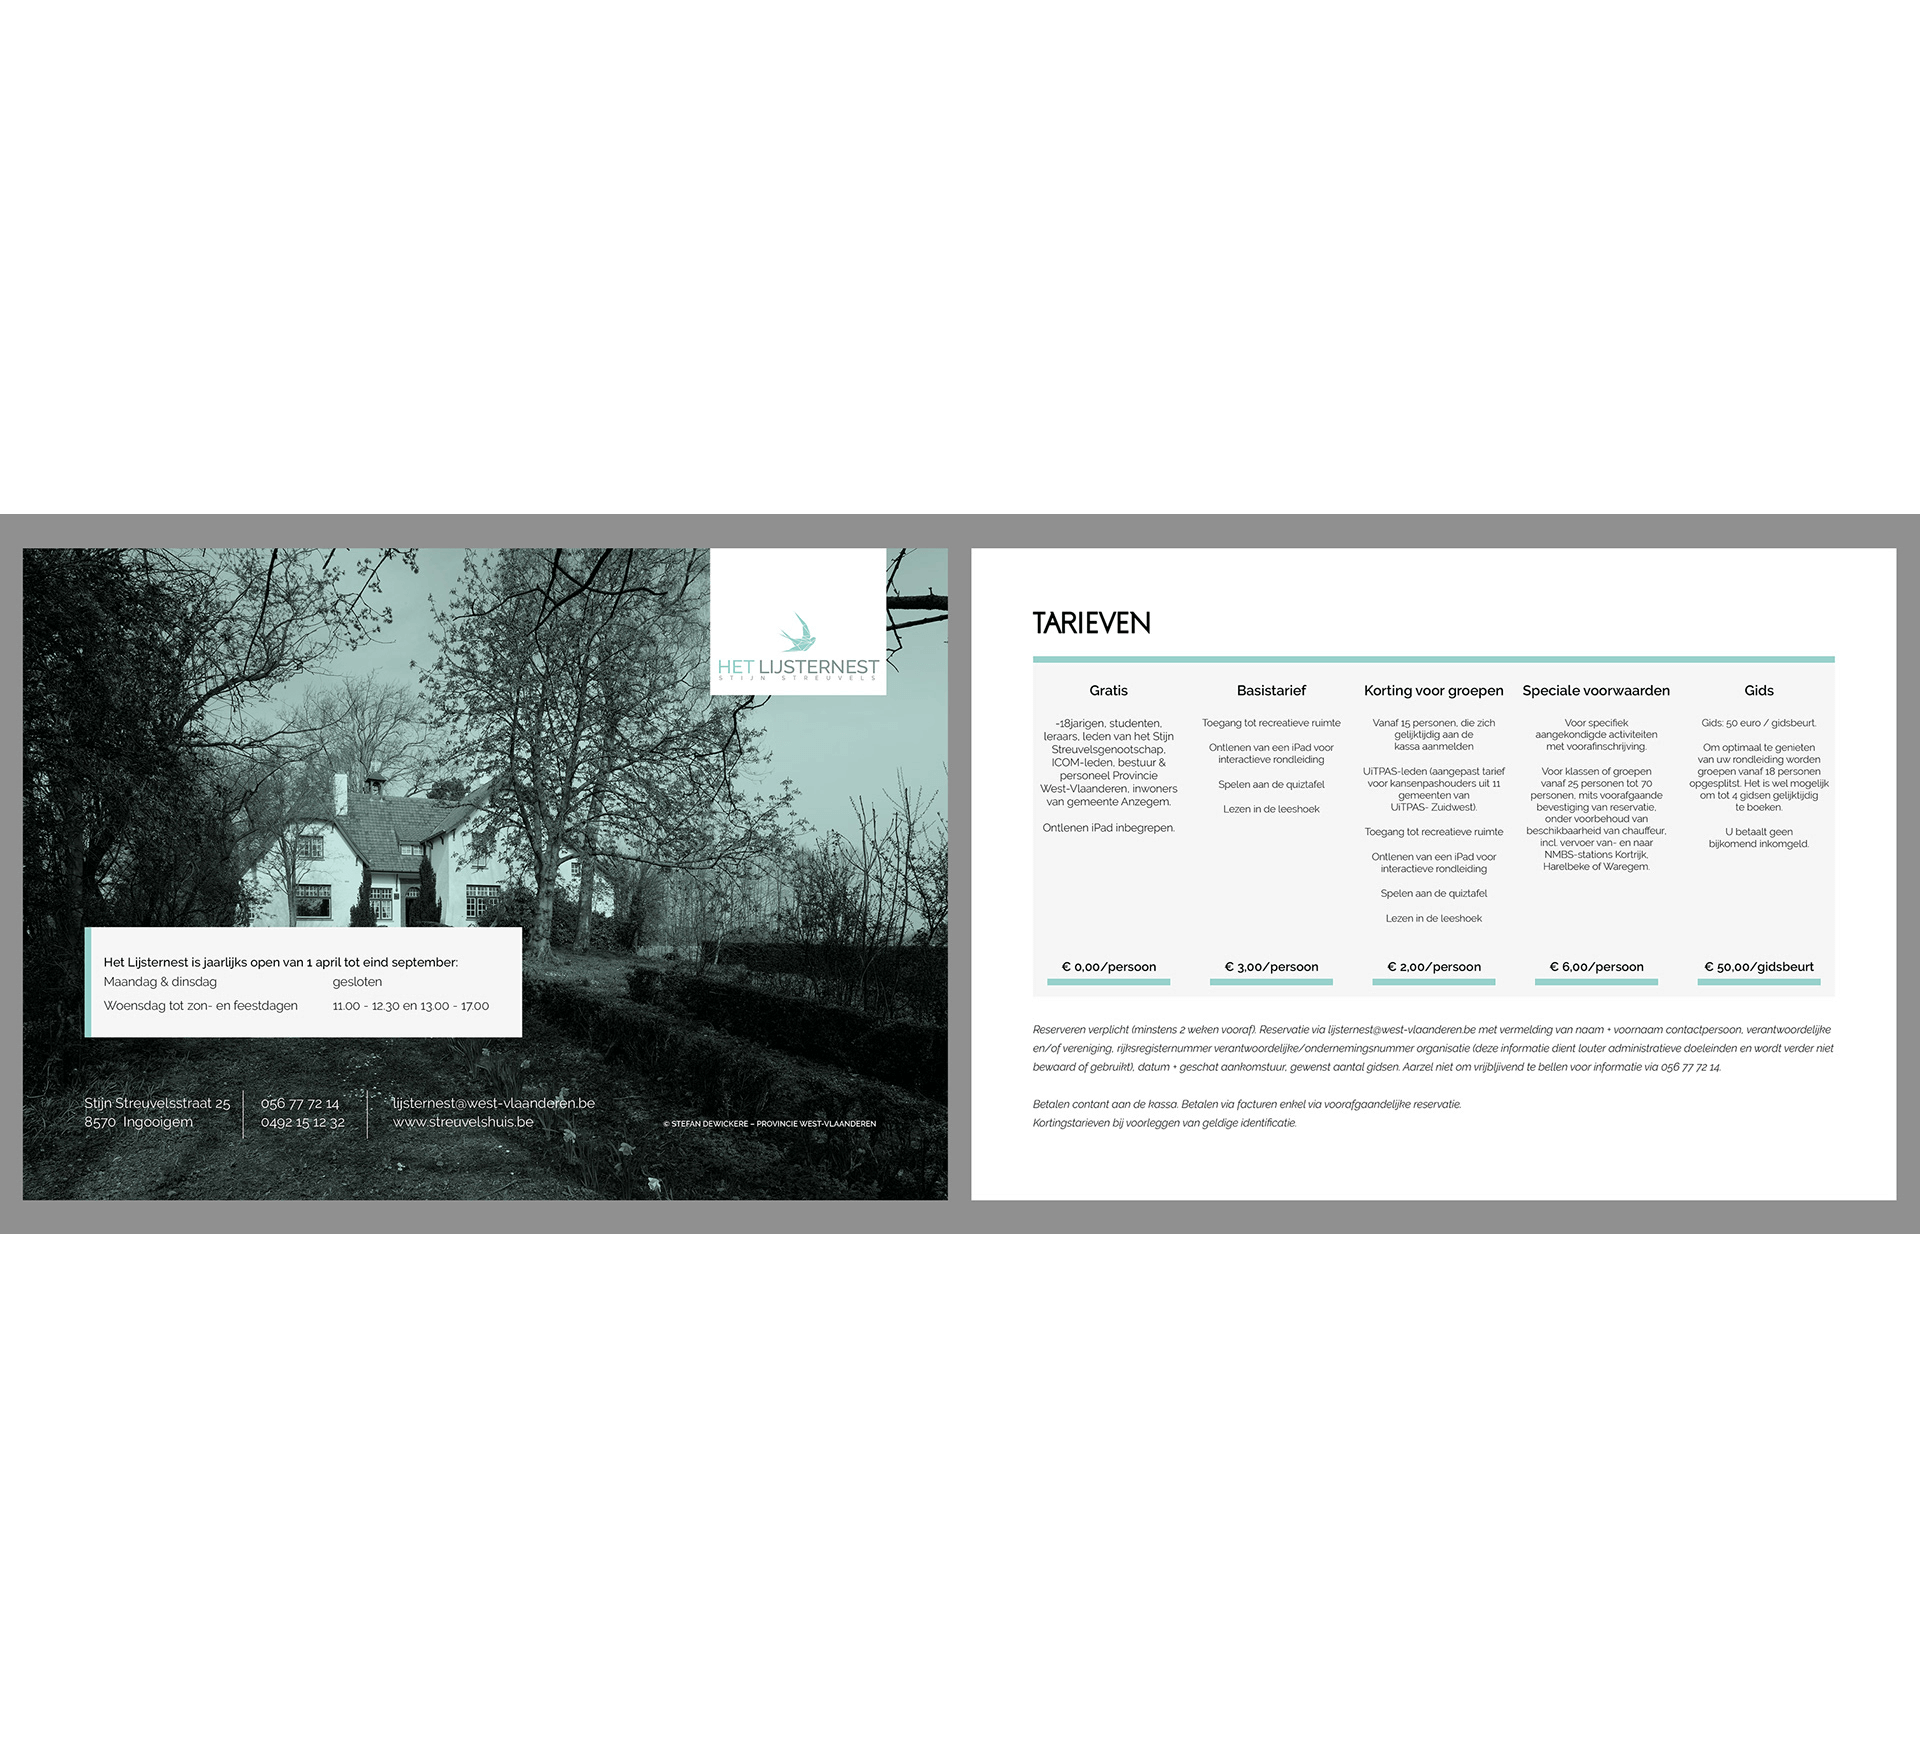 HET LIJSTERNEST
STIJN STREUVELS
Het Lijsternest is jaarlijks open van 1 april tot eind september:
Maandag & dinsdag gesloten
Woensdag tot zon- en feestdagen 11.00 - 12.30 en 13.00 - 17.00
Stijn Streuvelsstraat 25
8570 Ingooigem
056 77 72 14
0492 15 12 32
lijsternest@west-vlaanderen.be
www.streuvelshuis.be
© STEFAN DEWICKERE – PROVINCIE WEST-VLAANDEREN
TARIEVEN
Gratis
-18jarigen, studenten,
leraars, leden van het Stijn
Streuvelsgenootschap,
ICOM-leden, bestuur &
personeel Provincie
West-Vlaanderen, inwoners
van gemeente Anzegem.
Ontlenen iPad inbegrepen.
€ 0,00/persoon
Basistarief
Toegang tot recreatieve ruimte
Ontlenen van een iPad voor
interactieve rondleiding
Spelen aan de quiztafel
Lezen in de leeshoek
€ 3,00/persoon
Korting voor groepen
Vanaf 15 personen, die zich
gelijktijdig aan de
kassa aanmelden
UiTPAS-leden (aangepast tarief
voor kansenpashouders uit 11
gemeenten van
UiTPAS- Zuidwest).
Toegang tot recreatieve ruimte
Ontlenen van een iPad voor
interactieve rondleiding
Spelen aan de quiztafel
Lezen in de leeshoek
€ 2,00/persoon
Speciale voorwaarden
Voor specifiek
aangekondigde activiteiten
met voorafinschrijving.
Voor klassen of groepen
vanaf 25 personen tot 70
personen, mits voorafgaande
bevestiging van reservatie,
onder voorbehoud van
beschikbaarheid van chauffeur,
incl. vervoer van- en naar
NMBS-stations Kortrijk,
Harelbeke of Waregem.
€ 6,00/persoon
Gids
Gids: 50 euro / gidsbeurt.
Om optimaal te genieten
van uw rondleiding worden
groepen vanaf 18 personen
opgesplitst. Het is wel mogelijk
om tot 4 gidsen gelijktijdig
te boeken.
U betaalt geen
bijkomend inkomgeld.
€ 50,00/gidsbeurt
Reserveren verplicht (minstens 2 weken vooraf). Reservatie via lijsternest@west-vlaanderen.be met vermelding van naam + voornaam contactpersoon, verantwoordelijke
en/of vereniging, rijksregisternummer verantwoordelijke/ondernemingsnummer organisatie (deze informatie dient louter administratieve doeleinden en wordt verder niet
bewaard of gebruikt), datum + geschat aankomstuur, gewenst aantal gidsen. Aarzel niet om vrijblijvend te bellen voor informatie via 056 77 72 14.
Betalen contant aan de kassa. Betalen via facturen enkel via voorafgaandelijke reservatie.
Kortingstarieven bij voorleggen van geldige identificatie.